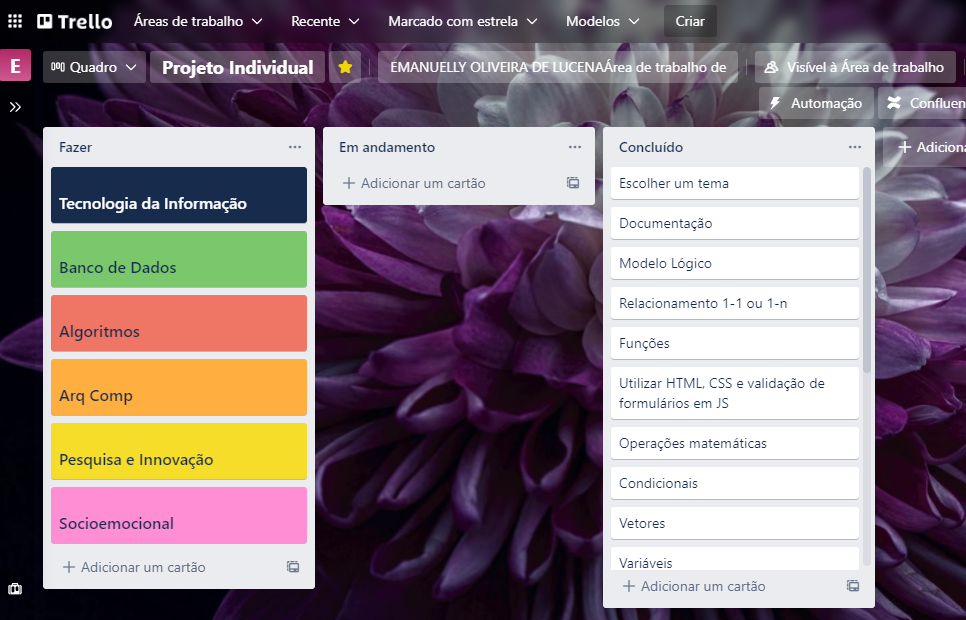 Trello
Áreas de trabalho
Recente
Marcado com estrela
Modelos
Criar
E
Quadro
Projeto Individual
EMANUELLY OLIVEIRA DE LUCENAÁrea de trabalho de
Visível à Área de trabalho
Automação
Confluen
Fazer
Tecnologia da Informação
Banco de Dados
Algoritmos
Arq Comp
Pesquisa e Innovação
Socioemocional
+ Adicionar um cartão
Em andamento
+ Adicionar um cartão
Concluído
Escolher um tema
Documentação
Modelo Lógico
Relacionamento 1-1 ou 1-n
Funções
Utilizar HTML, CSS e validação de
formulários em JS
Operações matemáticas
Condicionais
Vetores
Variáveis
+ Adicionar um cartão
+ Adiciona